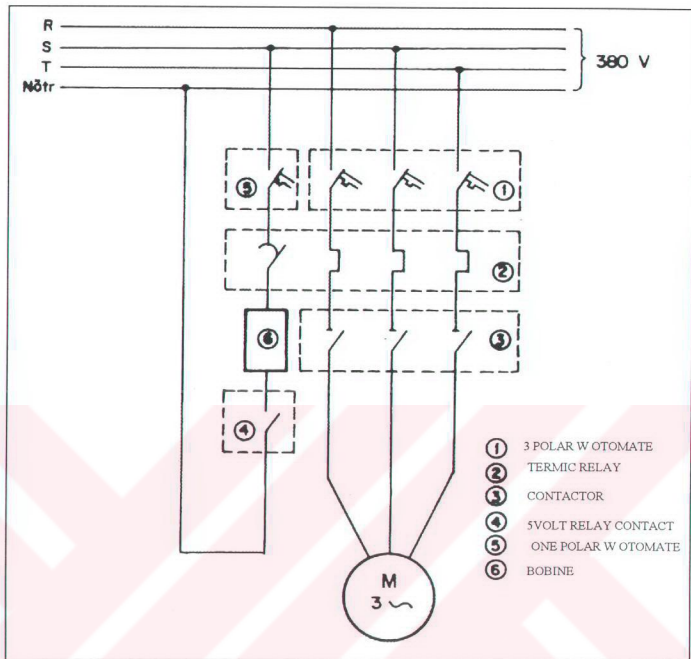 R
S
T
Nötr
380 V
5
1
2
6
3
4
M
3 ~
1 3 POLAR W OTOMATE
2 TERMIC RELAY
3 CONTACTOR
4 5VOLT RELAY CONTACT
5 ONE POLAR W OTOMATE
6 BOBINE